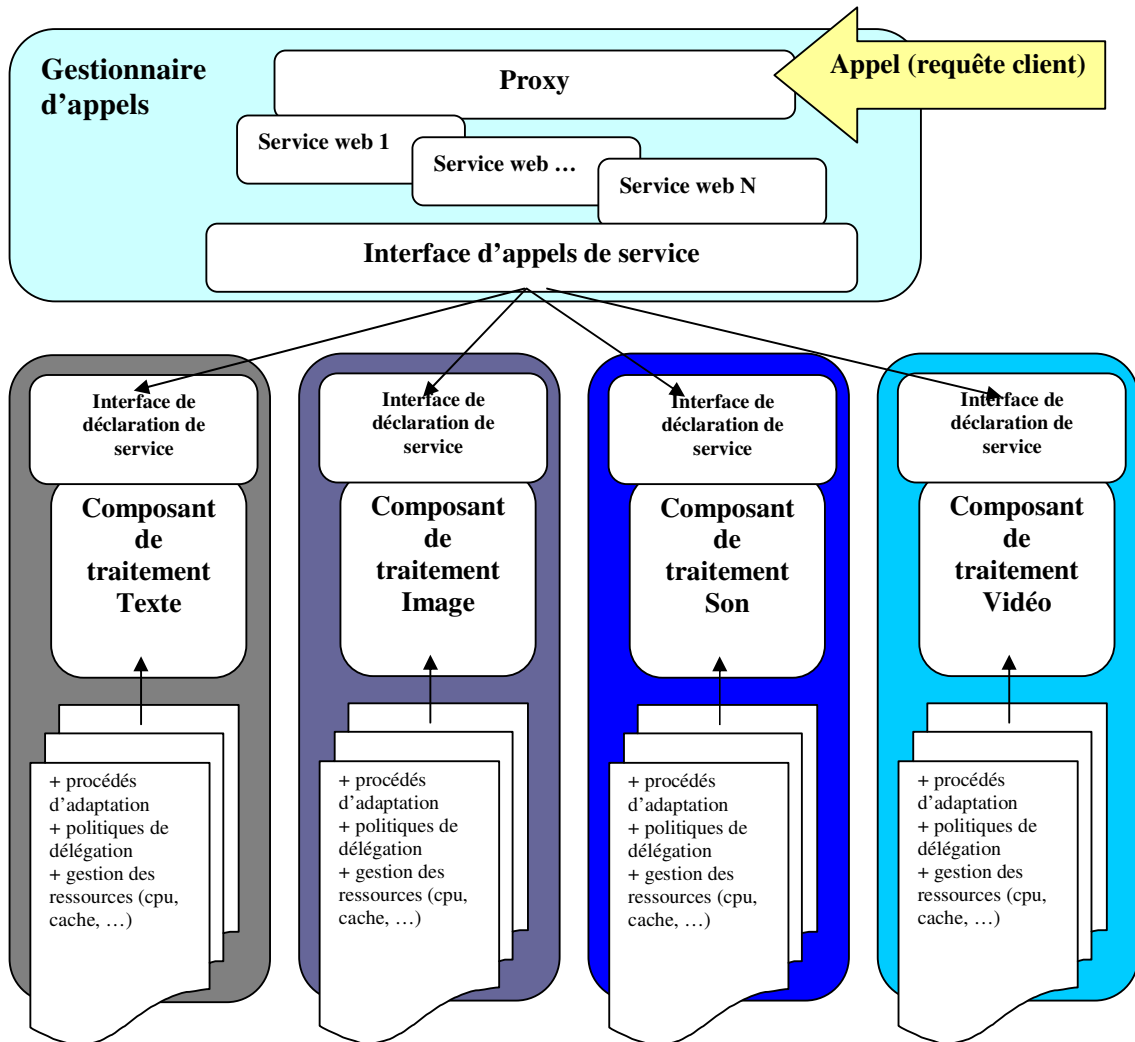 Gestionnaire
d'appels
Proxy
Appel (requête client)
Service web 1
Service web …
Service web N
Interface d'appels de service
Interface de
déclaration de
service
Composant
de
traitement
Texte
+ procédés
d'adaptation
+ politiques de
délégation
+ gestion des
ressources (cpu,
cache, …)
Interface de
déclaration de
service
Composant
de
traitement
Image
+ procédés
d'adaptation
+ politiques de
délégation
+ gestion des
ressources (cpu,
cache, …)
Interface de
déclaration de
service
Composant
de
traitement
Son
+ procédés
d'adaptation
+ politiques de
délégation
+ gestion des
ressources (cpu,
cache, …)
Interface de
déclaration de
service
Composant
de
traitement
Vidéo
+ procédés
d'adaptation
+ politiques de
délégation
+ gestion des
ressources (cpu,
cache, …)